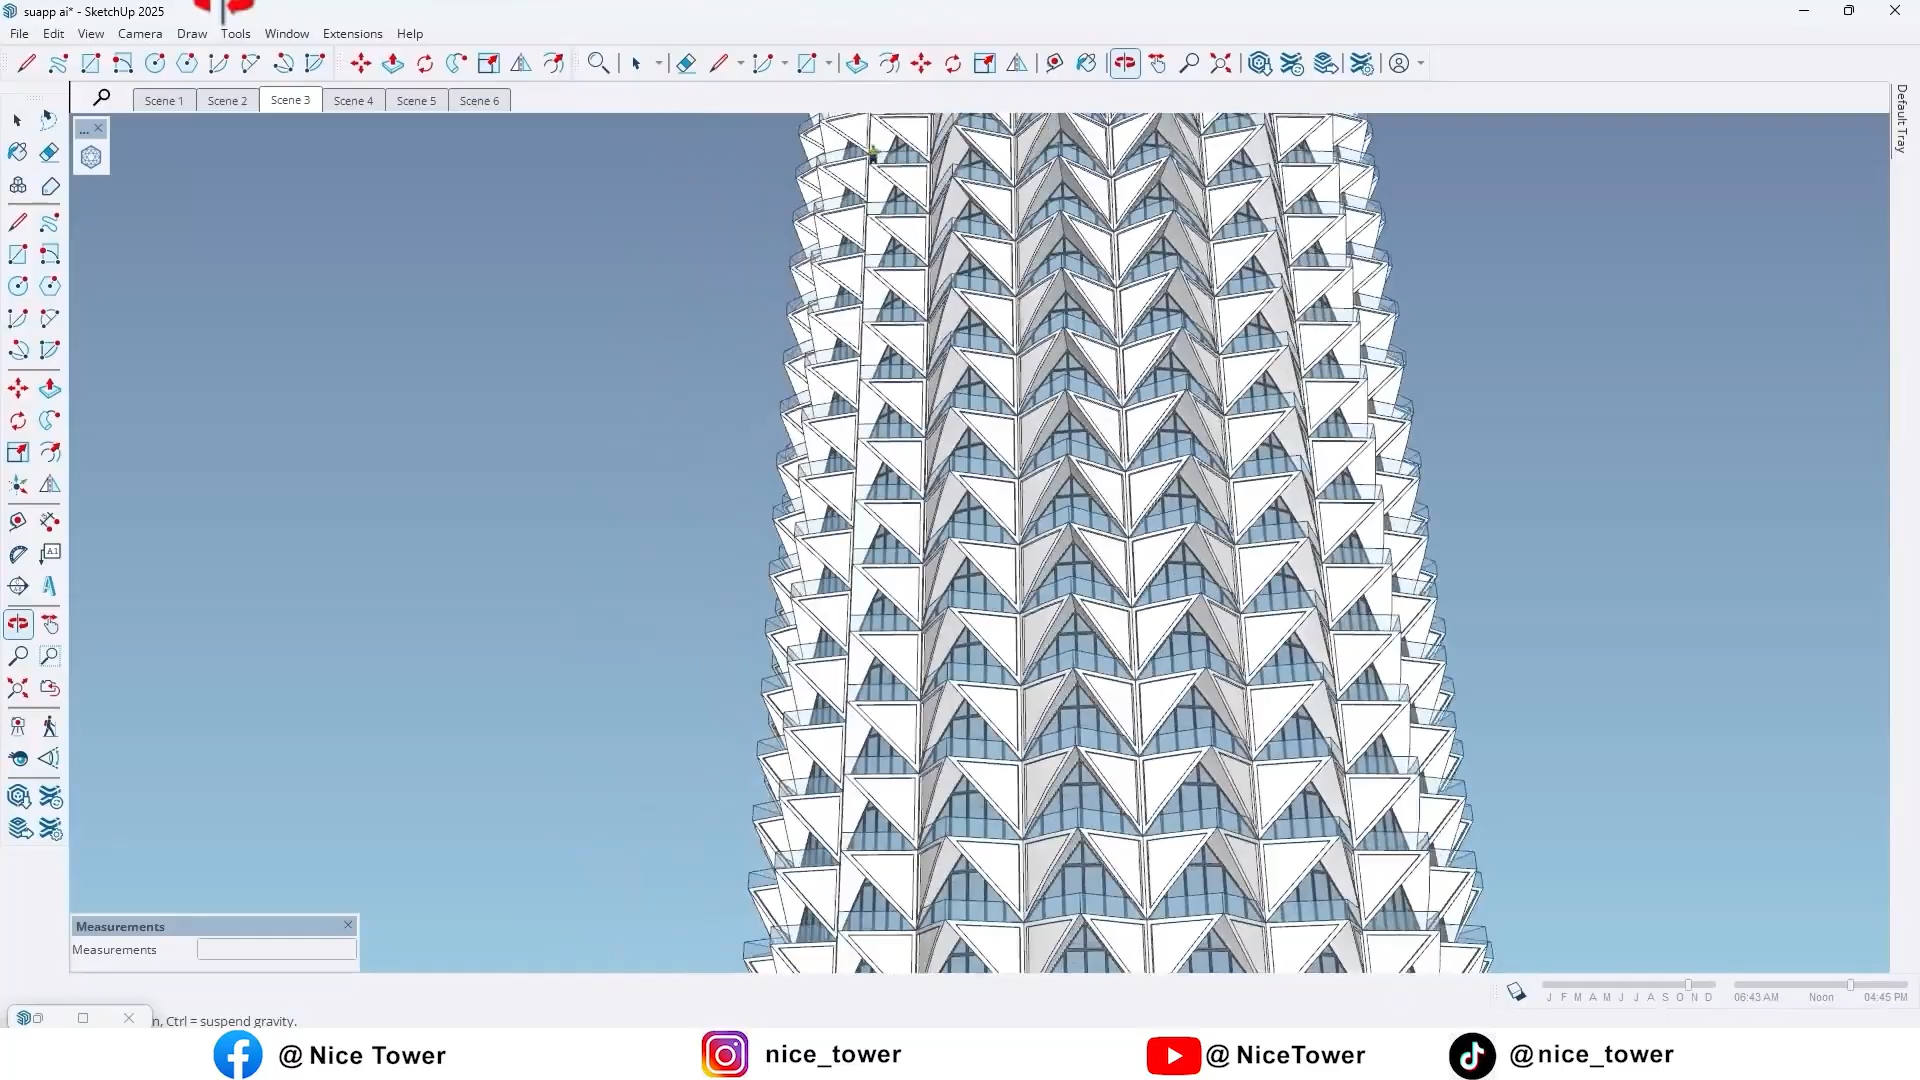 suapp ai* - SketchUp 2025
File Edit View Camera Draw Tools Window Extensions Help
Scene 1 Scene 2 Scene 3 Scene 4 Scene 5 Scene 6
Default Tray
...
A1
Measurements
Measurements
J F M A M J J A S O N D
06:43 AM Noon 04:45 PM
n, Ctrl = suspend gravity.
@ Nice Tower
nice_tower
@ NiceTower
@nice_tower